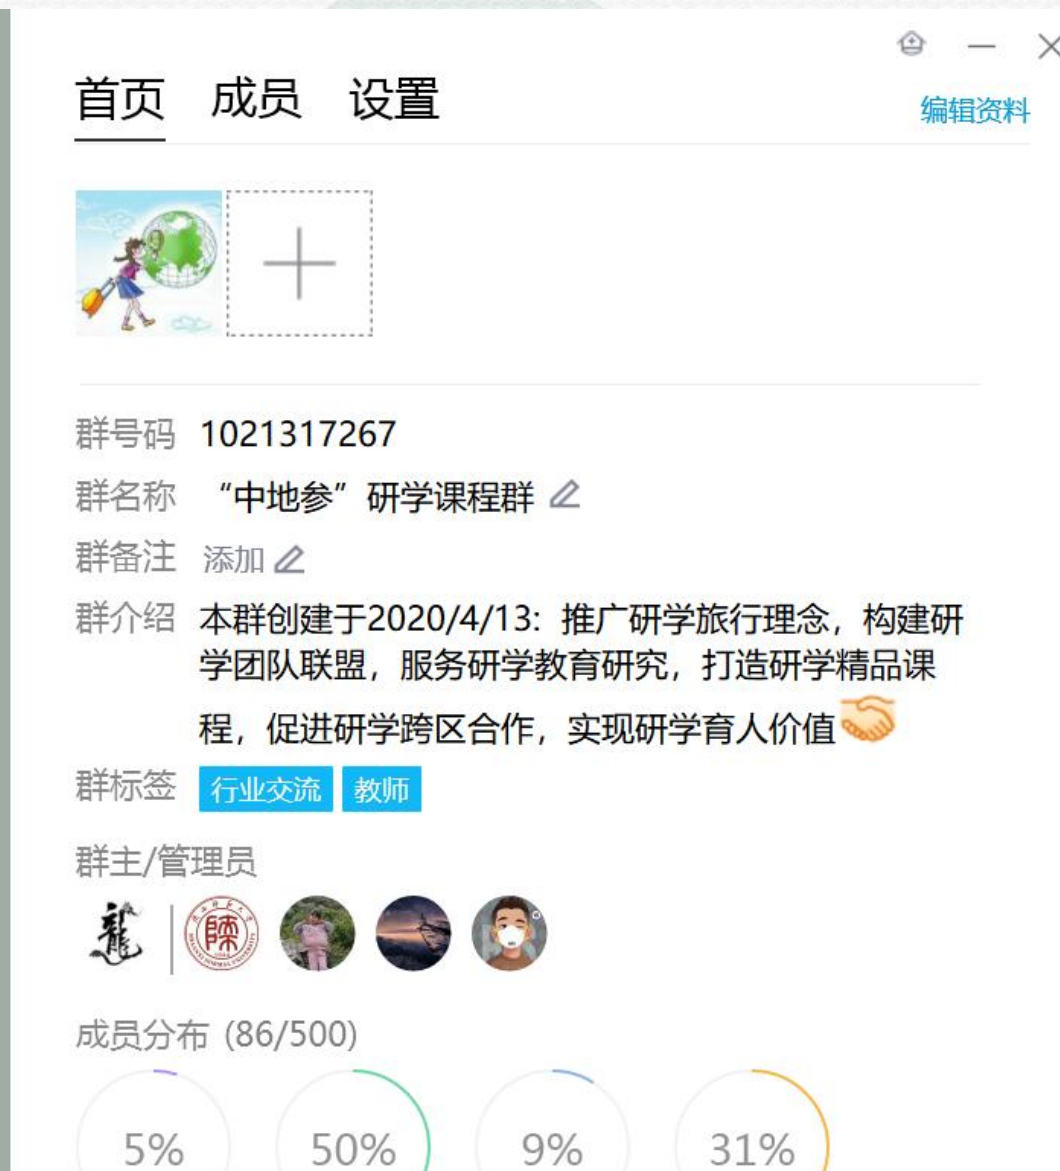 首页 成员 设置
编辑资料
群号码 1021317267
群名称 “中地参”研学课程群
群备注 添加
群介绍 本群创建于2020/4/13：推广研学旅行理念，构建研
学团队联盟，服务研学教育研究，打造研学精品课
程，促进研学跨区合作，实现研学育人价值
群标签 行业交流 教师
群主/管理员
成员分布 (86/500)
5% 50% 9% 31%